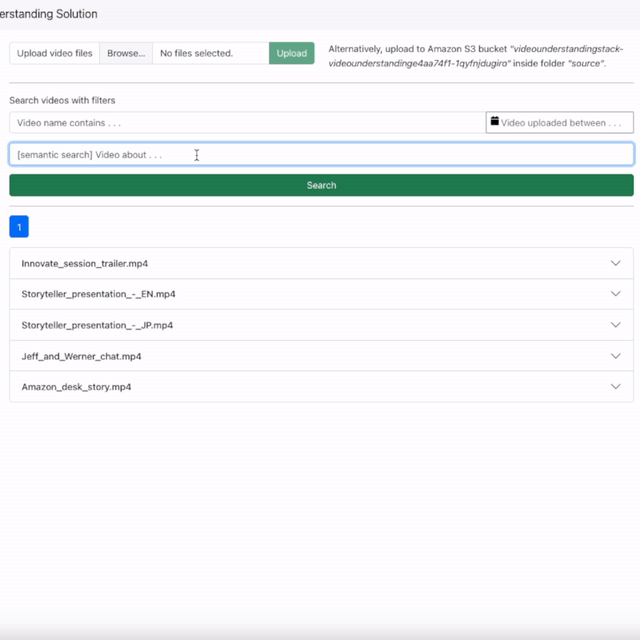 erstanding Solution
Upload video files Browse... No files selected. Upload
Alternatively, upload to Amazon S3 bucket "videounderstandingstack-
videounderstandinge4aa74f1-1qyfnjdugiro" inside folder "source".
Search videos with filters
Video name contains . . . Video uploaded between . . .
[semantic search] Video about . . .
Search
1
Innovate_session_trailer.mp4
Storyteller_presentation_-_EN.mp4
Storyteller_presentation_-_JP.mp4
Jeff_and_Werner_chat.mp4
Amazon_desk_story.mp4